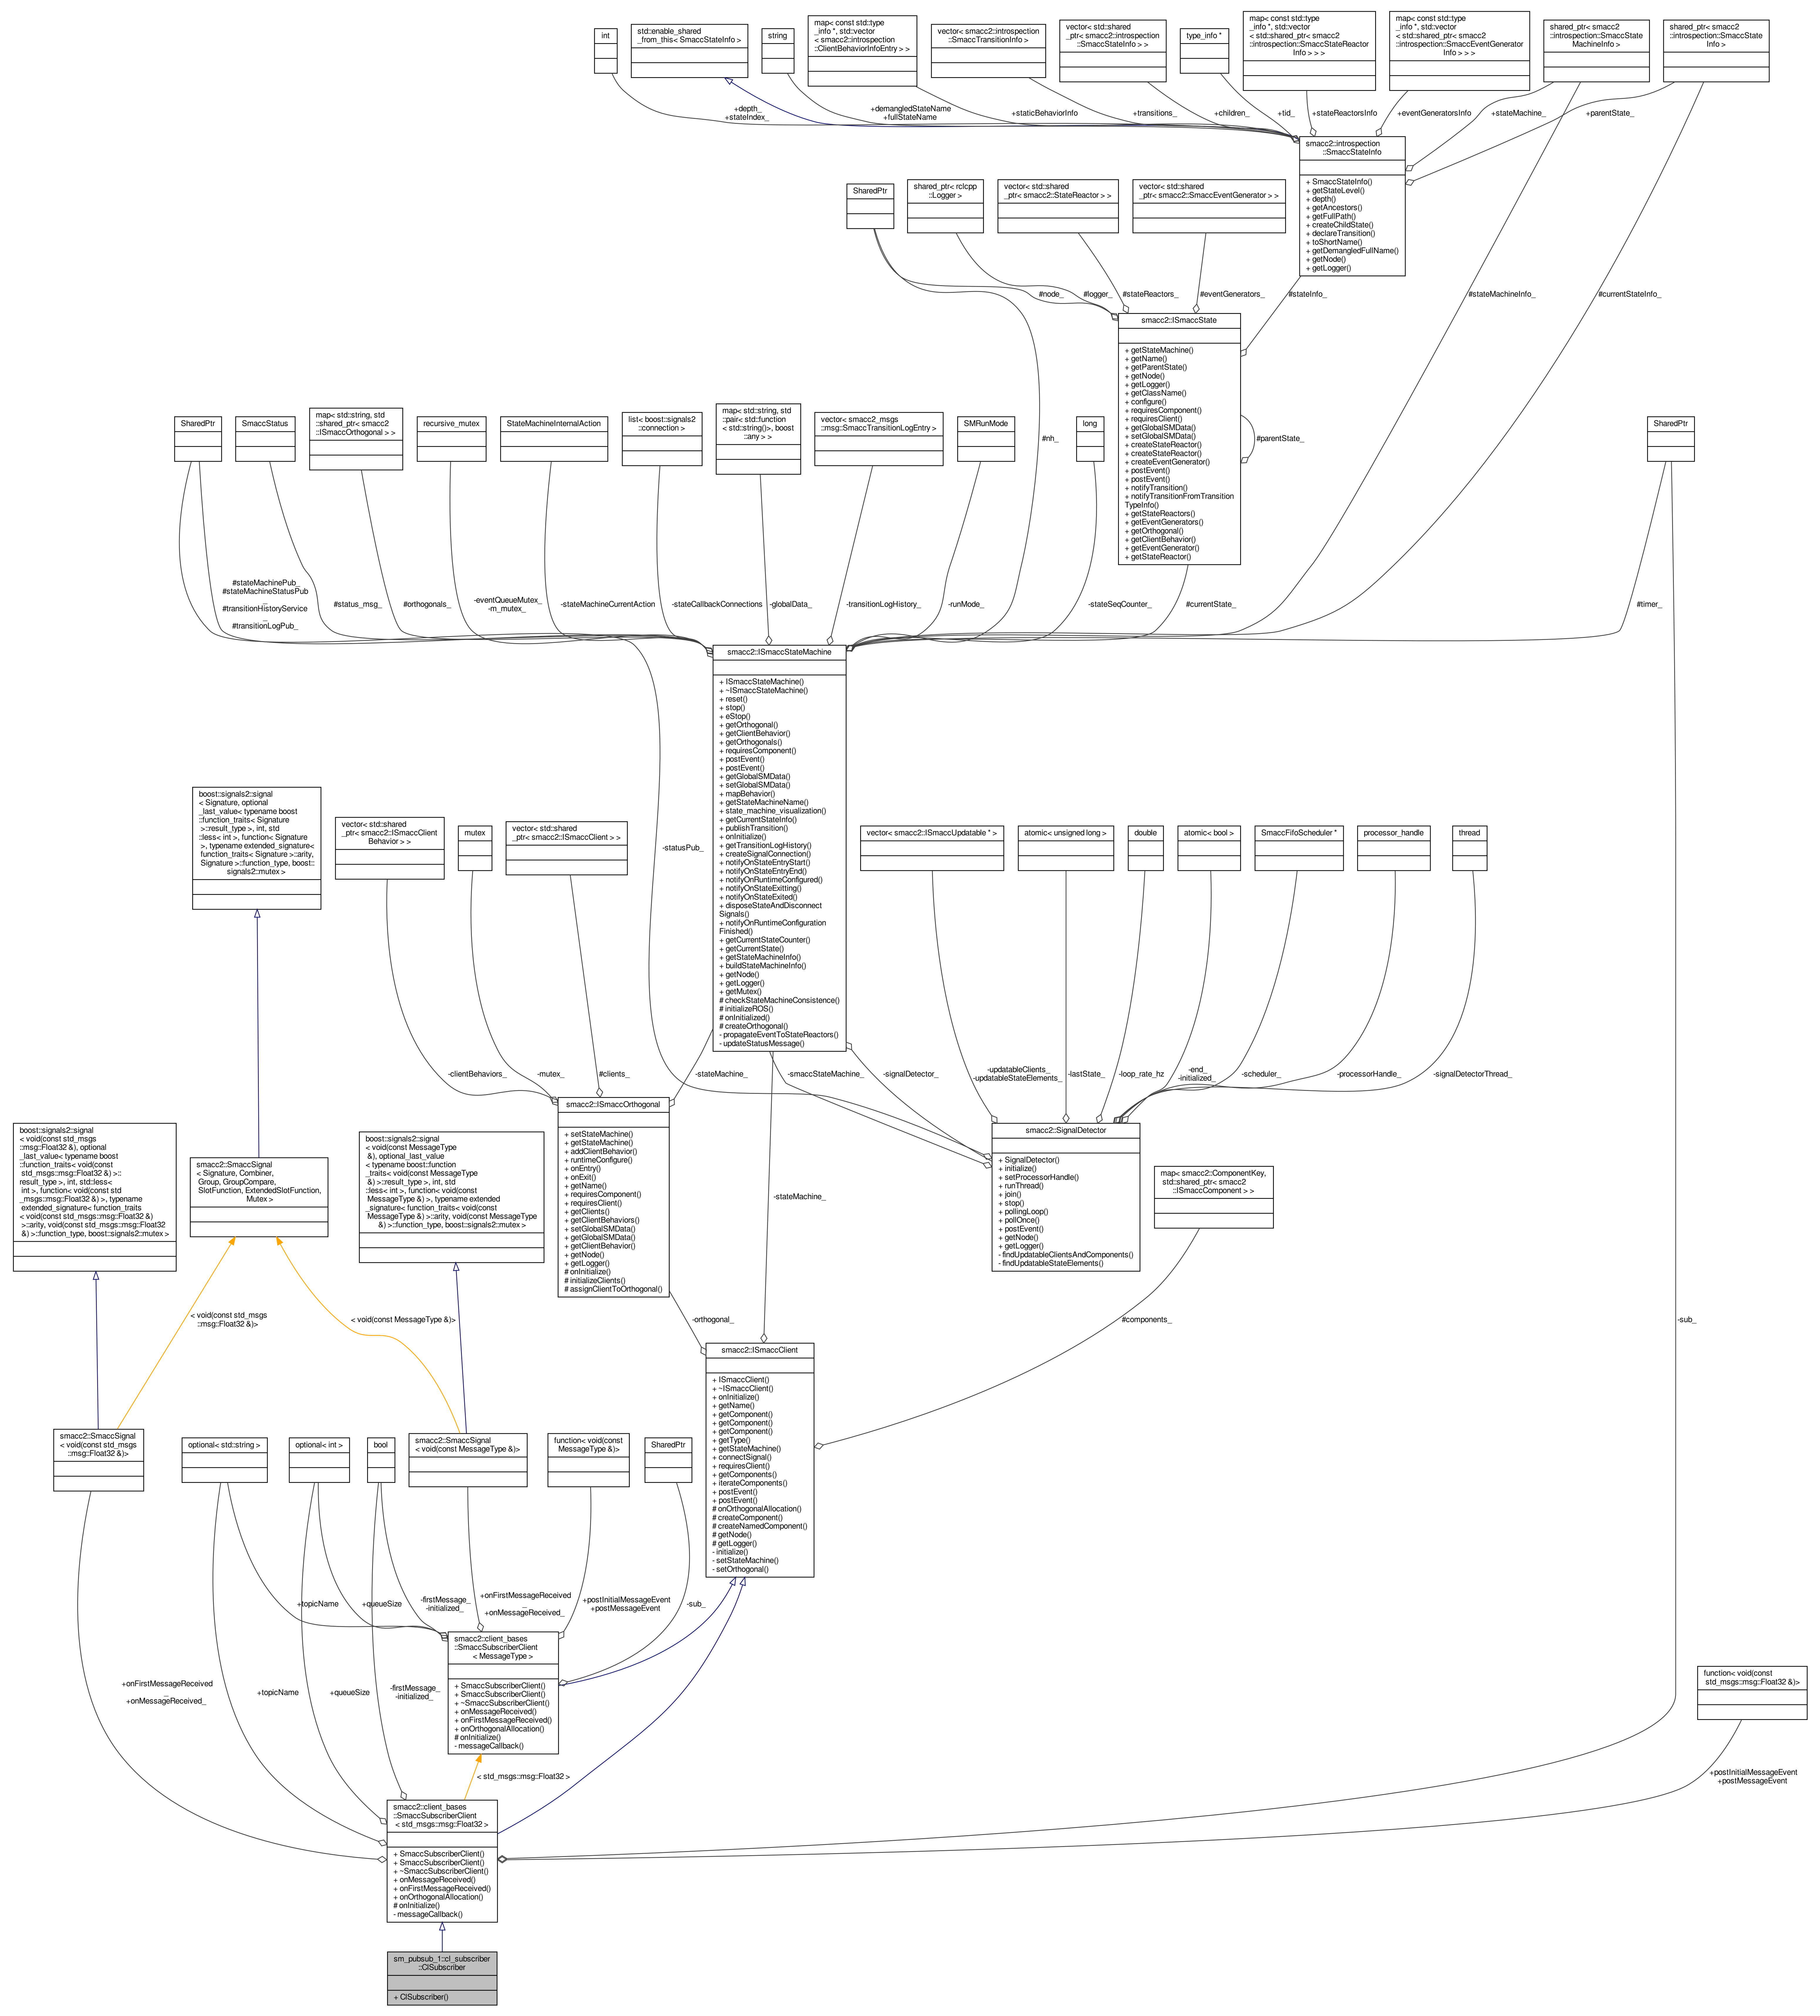 int
std::enable_shared
_from_this< SmaccStateInfo >
string
map< const std::type
_info *, std::vector
< smacc2::introspection
::ClientBehaviorInfoEntry > >
vector< smacc2::introspection
::SmaccTransitionInfo >
vector< std::shared
_ptr< smacc2::introspection
::SmaccStateInfo > >
type_info *
map< const std::type
_info *, std::vector
< std::shared_ptr< smacc2
::introspection::SmaccStateReactor
Info > > >
map< const std::type
_info *, std::vector
< std::shared_ptr< smacc2
::introspection::SmaccEventGenerator
Info > > >
shared_ptr< smacc2
::introspection::SmaccState
MachineInfo >
shared_ptr< smacc2
::introspection::SmaccState
Info >
+depth_
+stateIndex_
+demangledStateName
+fullStateName
+staticBehaviorInfo
+transitions_
+children_
+tid_
+stateReactorsInfo
+eventGeneratorsInfo
+stateMachine_
+parentState_
smacc2::introspection
::SmaccStateInfo
+ SmaccStateInfo()
+ getStateLevel()
+ depth()
+ getAncestors()
+ getFullPath()
+ createChildState()
+ declareTransition()
+ toShortName()
+ getDemangledFullName()
+ getNode()
+ getLogger()
SharedPtr
shared_ptr< rclcpp
::Logger >
vector< std::shared
_ptr< smacc2::StateReactor > >
vector< std::shared
_ptr< smacc2::SmaccEventGenerator > >
#node_
#logger_
#stateReactors_
#eventGenerators_
#stateInfo_
#stateMachineInfo_
#currentStateInfo_
smacc2::ISmaccState
+ getStateMachine()
+ getName()
+ getParentState()
+ getNode()
+ getLogger()
+ getClassName()
+ configure()
+ requiresComponent()
+ requiresClient()
+ getGlobalSMData()
+ setGlobalSMData()
+ createStateReactor()
+ createStateReactor()
+ createEventGenerator()
+ postEvent()
+ postEvent()
+ notifyTransition()
+ notifyTransitionFromTransition
TypeInfo()
+ getStateReactors()
+ getEventGenerators()
+ getOrthogonal()
+ getClientBehavior()
+ getEventGenerator()
+ getStateReactor()
#parentState_
#nh_
SharedPtr
SmaccStatus
map< std::string, std
::shared_ptr< smacc2
::ISmaccOrthogonal > >
recursive_mutex
StateMachineInternalAction
list< boost::signals2
::connection >
map< std::string, std
::pair< std::function
< std::string()>, boost
::any > >
vector< smacc2_msgs
::msg::SmaccTransitionLogEntry >
SMRunMode
long
SharedPtr
#stateMachinePub_
#stateMachineStatusPub
_
#transitionHistoryService
_
#transitionLogPub_
#status_msg_
#orthogonals_
-eventQueueMutex_
-m_mutex_
-stateMachineCurrentAction
-stateCallbackConnections
-globalData_
-transitionLogHistory_
-runMode_
-stateSeqCounter_
#currentState_
#timer_
smacc2::ISmaccStateMachine
+ ISmaccStateMachine()
+ ~ISmaccStateMachine()
+ reset()
+ stop()
+ eStop()
+ getOrthogonal()
+ getClientBehavior()
+ getOrthogonals()
+ requiresComponent()
+ postEvent()
+ postEvent()
+ getGlobalSMData()
+ setGlobalSMData()
+ mapBehavior()
+ getStateMachineName()
+ state_machine_visualization()
+ getCurrentStateInfo()
+ publishTransition()
+ onInitialize()
+ getTransitionLogHistory()
+ createSignalConnection()
+ notifyOnStateEntryStart()
+ notifyOnStateEntryEnd()
+ notifyOnRuntimeConfigured()
+ notifyOnStateExitting()
+ notifyOnStateExited()
+ disposeStateAndDisconnect
Signals()
+ notifyOnRuntimeConfiguration
Finished()
+ getCurrentStateCounter()
+ getCurrentState()
+ getStateMachineInfo()
+ buildStateMachineInfo()
+ getNode()
+ getLogger()
+ getMutex()
# checkStateMachineConsistence()
# initializeROS()
# onInitialized()
# createOrthogonal()
- propagateEventToStateReactors()
- updateStatusMessage()
boost::signals2::signal
< Signature, optional
_last_value< typename boost
::function_traits< Signature
>::result_type >, int, std
::less< int >, function< Signature
>, typename extended_signature<
function_traits< Signature >::arity,
Signature >::function_type, boost::
signals2::mutex >
vector< std::shared
_ptr< smacc2::ISmaccClient
Behavior > >
mutex
vector< std::shared
_ptr< smacc2::ISmaccClient > >
-statusPub_
vector< smacc2::ISmaccUpdatable * >
atomic< unsigned long >
double
atomic< bool >
SmaccFifoScheduler *
processor_handle
thread
-clientBehaviors_
-mutex_
#clients_
-stateMachine_
-smaccStateMachine_
-signalDetector_
-updatableClients_
-updatableStateElements_
-lastState_
-loop_rate_hz
-end_
-initialized_
-scheduler_
-processorHandle_
-signalDetectorThread_
smacc2::ISmaccOrthogonal
+ setStateMachine()
+ getStateMachine()
+ addClientBehavior()
+ runtimeConfigure()
+ onEntry()
+ onExit()
+ getName()
+ requiresComponent()
+ requiresClient()
+ getClients()
+ getClientBehaviors()
+ setGlobalSMData()
+ getGlobalSMData()
+ getClientBehavior()
+ getNode()
+ getLogger()
# onInitialize()
# initializeClients()
# assignClientToOrthogonal()
smacc2::SignalDetector
+ SignalDetector()
+ initialize()
+ setProcessorHandle()
+ runThread()
+ join()
+ stop()
+ pollingLoop()
+ pollOnce()
+ postEvent()
+ getNode()
+ getLogger()
- findUpdatableClientsAndComponents()
- findUpdatableStateElements()
boost::signals2::signal
< void(const std_msgs
::msg::Float32 &), optional
_last_value< typename boost
::function_traits< void(const
std_msgs::msg::Float32 &) >::
result_type >, int, std::less<
int >, function< void(const std
_msgs::msg::Float32 &) >, typename
extended_signature< function_traits
< void(const std_msgs::msg::Float32 &)
>::arity, void(const std_msgs::msg::Float32
&) >::function_type, boost::signals2::mutex >
smacc2::SmaccSignal
< Signature, Combiner,
Group, GroupCompare,
SlotFunction, ExtendedSlotFunction,
Mutex >
boost::signals2::signal
< void(const MessageType
&), optional_last_value
< typename boost::function
_traits< void(const MessageType
&) >::result_type >, int, std
::less< int >, function< void(const
MessageType &) >, typename extended
_signature< function_traits< void(const
MessageType &) >::arity, void(const MessageType
&) >::function_type, boost::signals2::mutex >
map< smacc2::ComponentKey,
std::shared_ptr< smacc2
::ISmaccComponent > >
-stateMachine_
< void(const std_msgs
::msg::Float32 &)>
< void(const MessageType &)>
-orthogonal_
#components_
-sub_
smacc2::ISmaccClient
+ ISmaccClient()
+ ~ISmaccClient()
+ onInitialize()
+ getName()
+ getComponent()
+ getComponent()
+ getComponent()
+ getType()
+ getStateMachine()
+ connectSignal()
+ requiresClient()
+ getComponents()
+ iterateComponents()
+ postEvent()
+ postEvent()
# onOrthogonalAllocation()
# createComponent()
# createNamedComponent()
# getNode()
# getLogger()
- initialize()
- setStateMachine()
- setOrthogonal()
smacc2::SmaccSignal
< void(const std_msgs
::msg::Float32 &)>
optional< std::string >
optional< int >
bool
smacc2::SmaccSignal
< void(const MessageType &)>
function< void(const
MessageType &)>
SharedPtr
+topicName
+queueSize
-firstMessage_
-initialized_
+onFirstMessageReceived
_
+onMessageReceived_
+postInitialMessageEvent
+postMessageEvent
-sub_
smacc2::client_bases
::SmaccSubscriberClient
< MessageType >
+ SmaccSubscriberClient()
+ SmaccSubscriberClient()
+ ~SmaccSubscriberClient()
+ onMessageReceived()
+ onFirstMessageReceived()
+ onOrthogonalAllocation()
# onInitialize()
- messageCallback()
function< void(const
std_msgs::msg::Float32 &)>
+onFirstMessageReceived
_
+onMessageReceived_
+topicName
+queueSize
-firstMessage_
-initialized_
< std_msgs::msg::Float32 >
+postInitialMessageEvent
+postMessageEvent
smacc2::client_bases
::SmaccSubscriberClient
< std_msgs::msg::Float32 >
+ SmaccSubscriberClient()
+ SmaccSubscriberClient()
+ ~SmaccSubscriberClient()
+ onMessageReceived()
+ onFirstMessageReceived()
+ onOrthogonalAllocation()
# onInitialize()
- messageCallback()
sm_pubsub_1::cl_subscriber
::ClSubscriber
+ ClSubscriber()